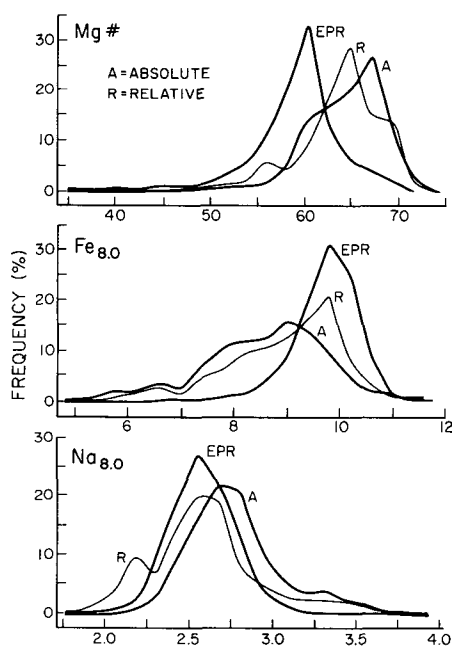 Mg#
A = ABSOLUTE
R = RELATIVE
EPR
R
A
30
20
10
0
40 50 60 70
FREQUENCY (%)
Fe8.0
EPR
R
A
30
20
10
0
6 8 10 12
Na8.0
EPR
A
R
30
20
10
0
2.0 2.5 3.0 3.5 4.0